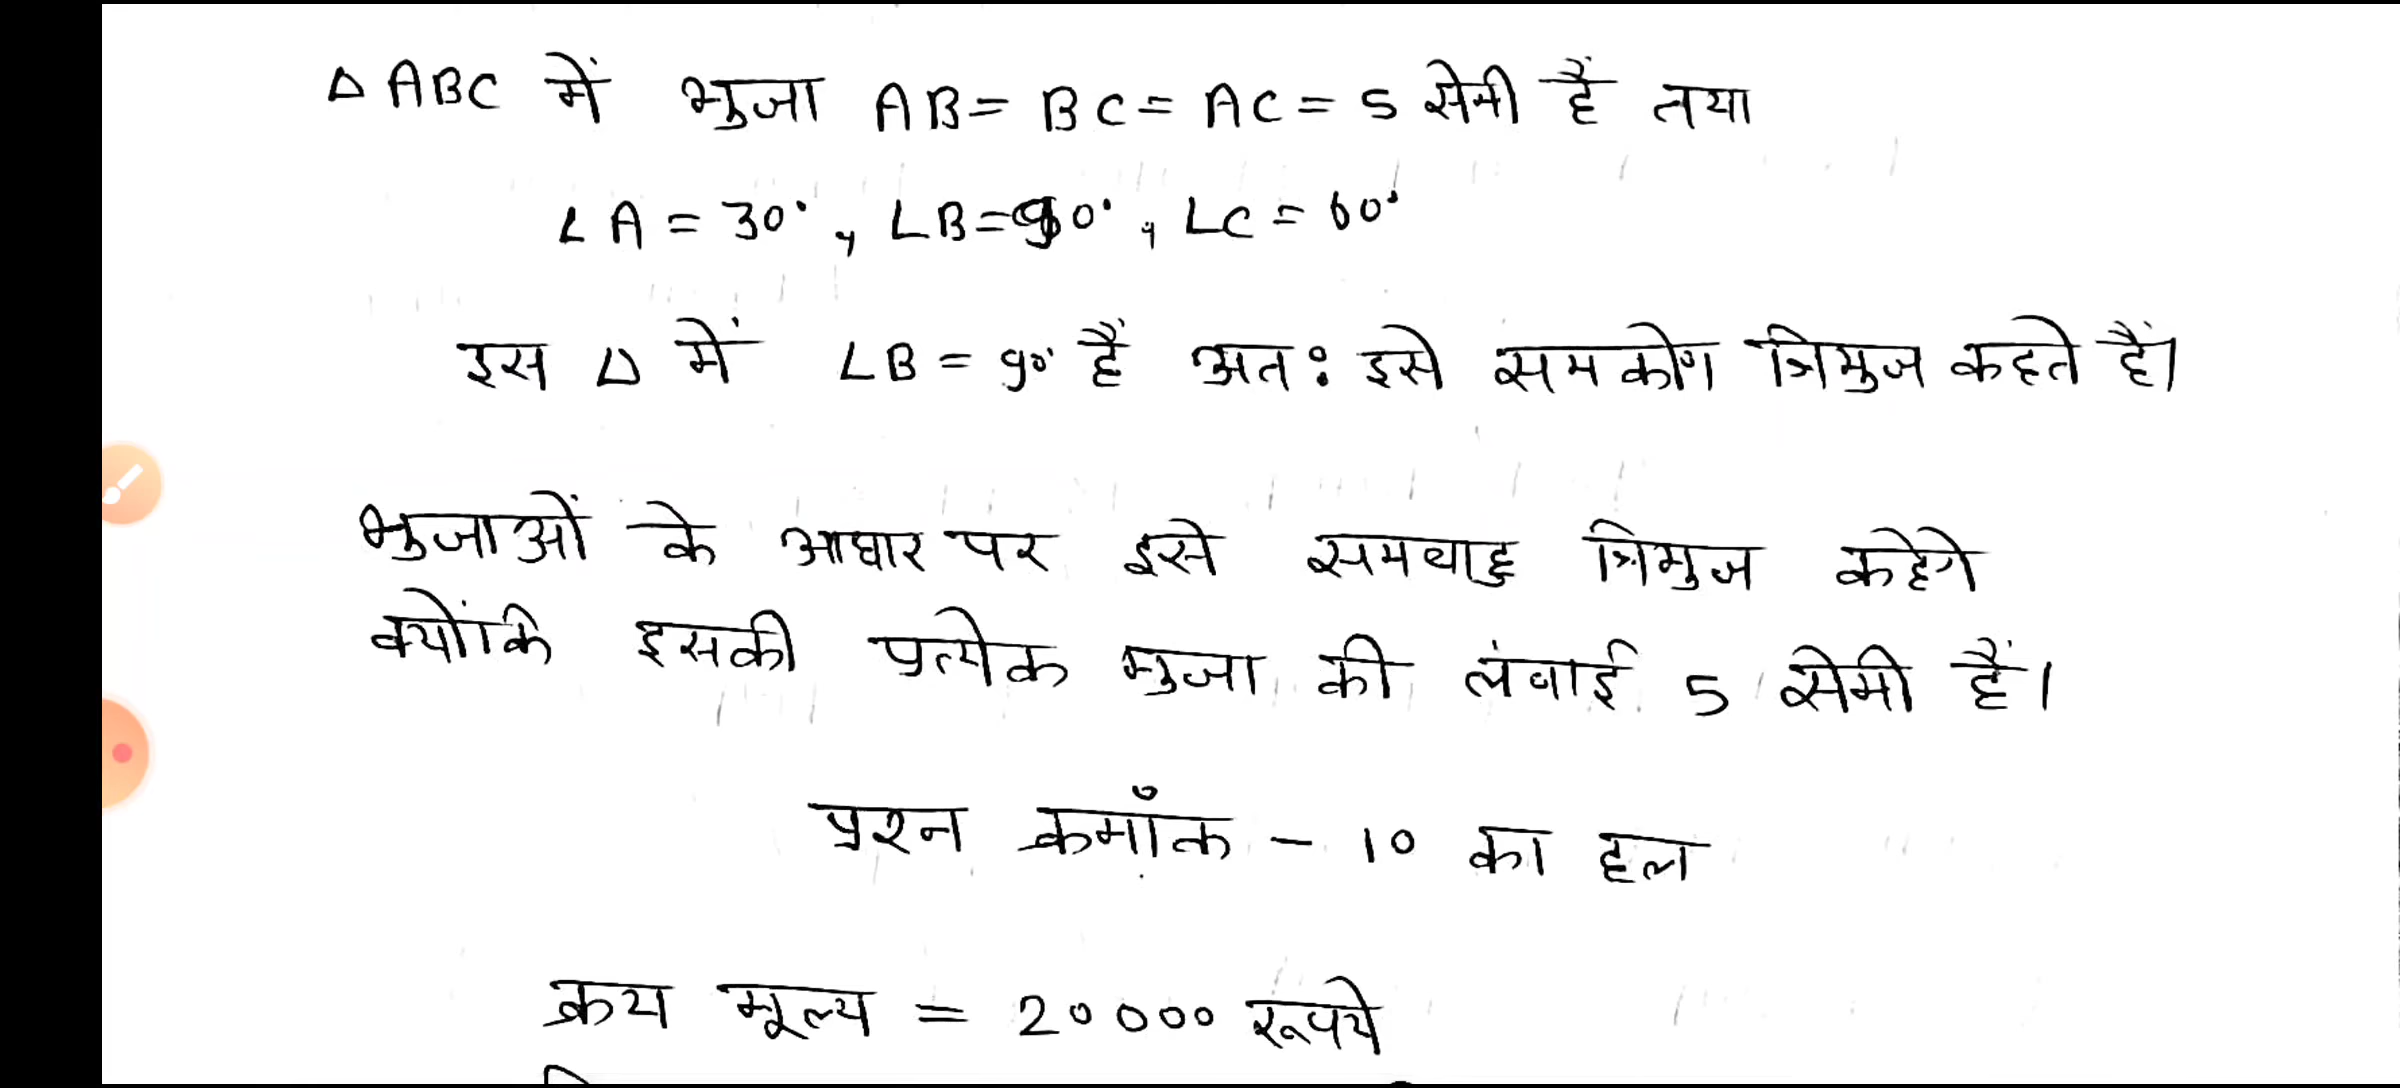 Δ ABC में भुजा AB= BC= AC= 5 सेमी हैं तथा
∠A = 30°, ∠B=90°, ∠C = 60°
इस Δ में ∠B = 90° हैं अतः इसे समकोण त्रिभुज कहते हैं।
भुजाओं के आधार पर इसे समबाहु त्रिभुज कहेगे
क्योंकि इसकी प्रत्येक भुजा की लंबाई 5 सेमी हैं।
प्रश्न क्रमाँक - 10 का हल
क्रय मूल्य = 20000 रूपये